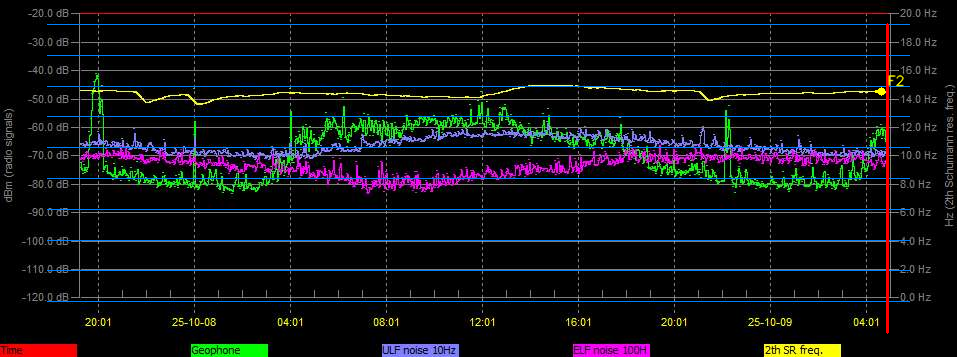 -20.0 dB 20.0 Hz
-30.0 dB 18.0 Hz
-40.0 dB 16.0 Hz
F2
-50.0 dB 14.0 Hz
-60.0 dB 12.0 Hz
-70.0 dB 10.0 Hz
-80.0 dB 8.0 Hz
-90.0 dB 6.0 Hz
-100.0 dB 4.0 Hz
-110.0 dB 2.0 Hz
-120.0 dB 0.0 Hz
dBm (radio signals)
Hz (2th Schumann res. freq.)
20:01 25-10-08 04:01 08:01 12:01 16:01 20:01 25-10-09 04:01
Time Geophone ULF noise 10Hz ELF noise 100H 2th SR freq.